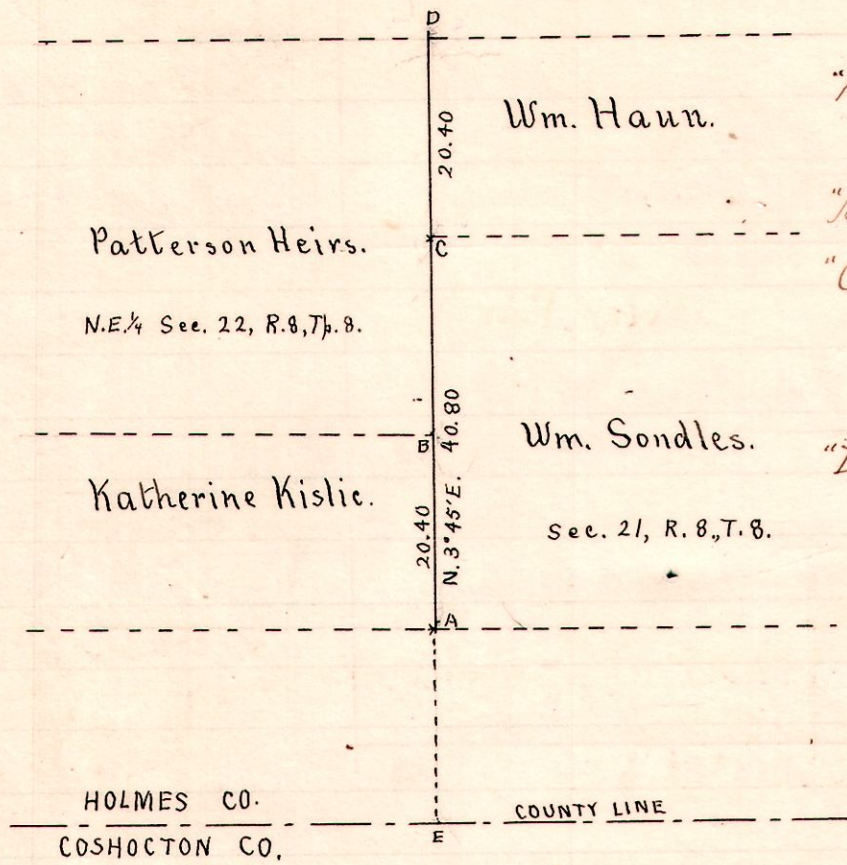 D
Wm. Haun.
20.40
Patterson Heirs.
C
N.E.¼ Sec. 22, R.8, Tp. 8.
B
40.80
Wm. Sondles.
Katherine Kislic.
20.40
N. 3° 45' E.
Sec. 21, R. 8., T. 8.
A
HOLMES CO.
COUNTY LINE
COSHOCTON CO.
E